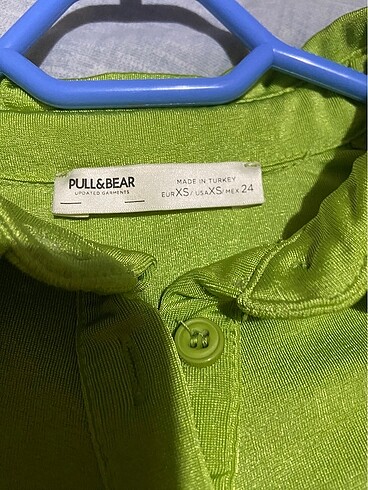 PULL&BEAR
UPDATED GARMENTS
MADE IN TURKEY
EUR XS / USA XS / MEX 24